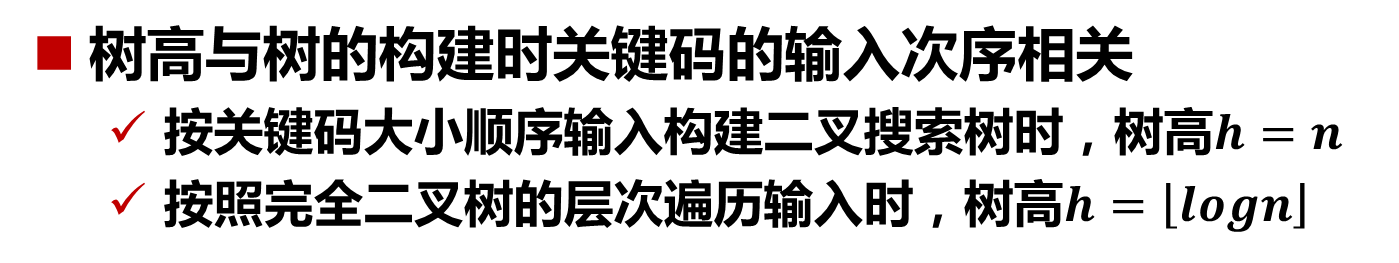 ■ 树高与树的构建时关键码的输入次序相关
✓ 按关键码大小顺序输入构建二叉搜索树时，树高h = n
✓ 按照完全二叉树的层次遍历输入时，树高h = ⌊logn⌋